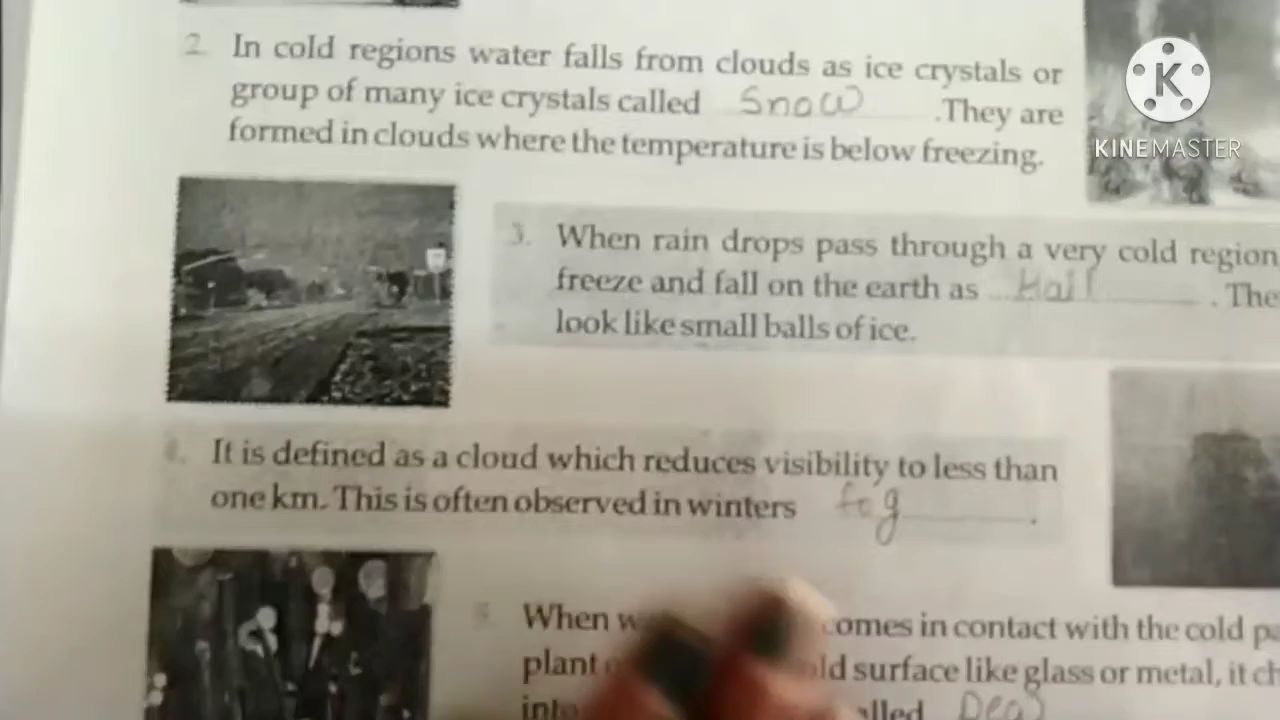 2. In cold regions water falls from clouds as ice crystals or
group of many ice crystals called Snow .They are
formed in clouds where the temperature is below freezing.
K
KINEMASTER
3. When rain drops pass through a very cold region
freeze and fall on the earth as Hail . The
look like small balls of ice.
4. It is defined as a cloud which reduces visibility to less than
one km. This is often observed in winters fog .
5. When comes in contact with the cold
plant surface like glass or metal, it
into